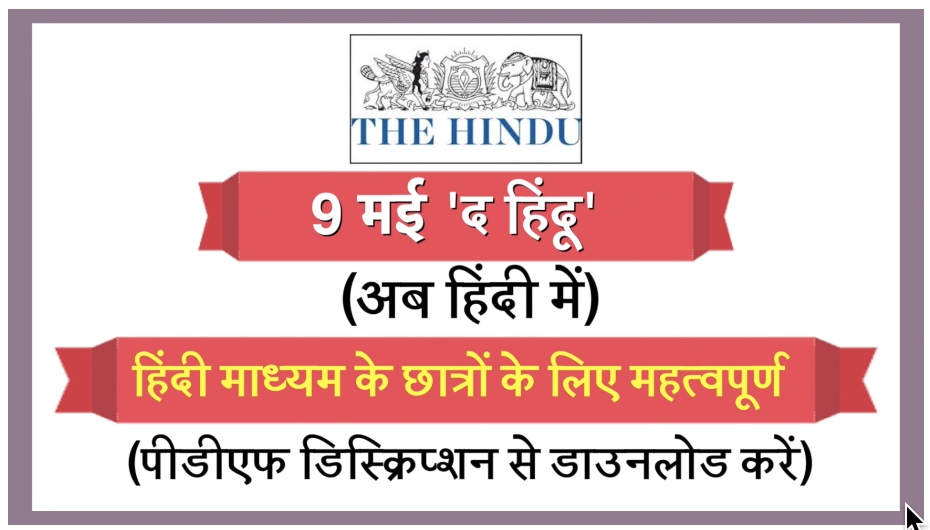 THE HINDU
9 मई 'द हिंदू'
(अब हिंदी में)
हिंदी माध्यम के छात्रों के लिए महत्वपूर्ण
(पीडीएफ डिस्क्रिप्शन से डाउनलोड करें)